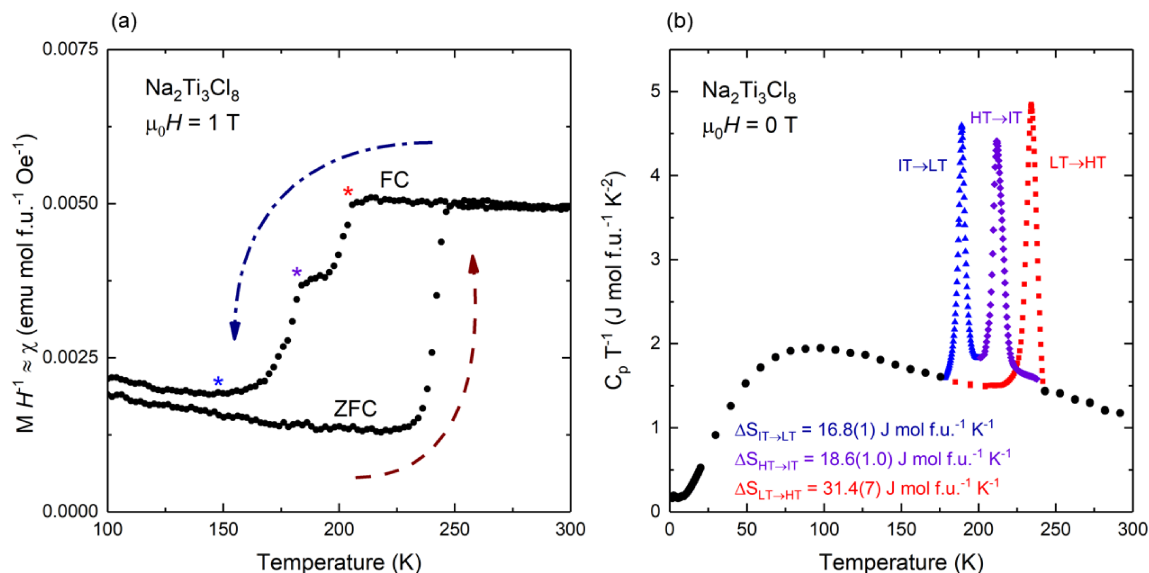 (a)
0.0075
0.0050
0.0025
0.0000
M H⁻¹ ≈ χ (emu mol f.u.⁻¹ Oe⁻¹)
Na₂Ti₃Cl₈
μ₀H = 1 T
*
FC
*
*
ZFC
100 150 200 250 300
Temperature (K)
(b)
5
4
3
2
1
0
Cₚ T⁻¹ (J mol f.u.⁻¹ K⁻²)
Na₂Ti₃Cl₈
μ₀H = 0 T
HT→IT
IT→LT
LT→HT
ΔS_IT→LT = 16.8(1) J mol f.u.⁻¹ K⁻¹
ΔS_HT→IT = 18.6(1.0) J mol f.u.⁻¹ K⁻¹
ΔS_LT→HT = 31.4(7) J mol f.u.⁻¹ K⁻¹
0 50 100 150 200 250 300
Temperature (K)